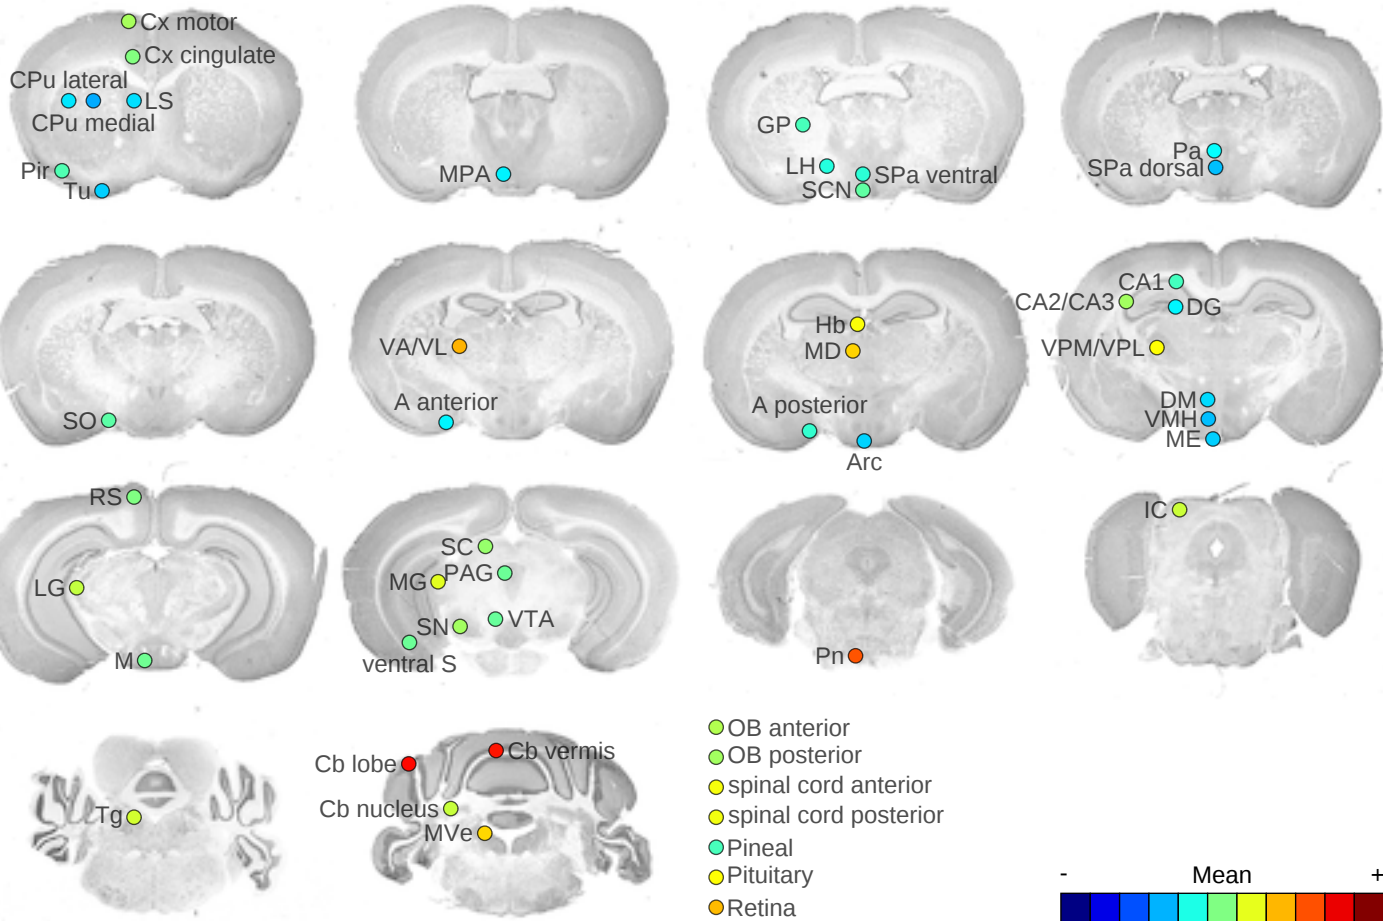 Cx motor
Cx cingulate
CPu lateral
LS
CPu medial
Pir
Tu
MPA
GP
LH
SPa ventral
SCN
Pa
SPa dorsal
SO
VA/VL
A anterior
Hb
MD
A posterior
Arc
CA1
CA2/CA3
DG
VPM/VPL
DM
VMH
ME
RS
LG
M
SC
PAG
MG
VTA
SN
ventral S
Pn
IC
Tg
Cb lobe
Cb vermis
Cb nucleus
MVe
OB anterior
OB posterior
spinal cord anterior
spinal cord posterior
Pineal
Pituitary
Retina
- Mean +